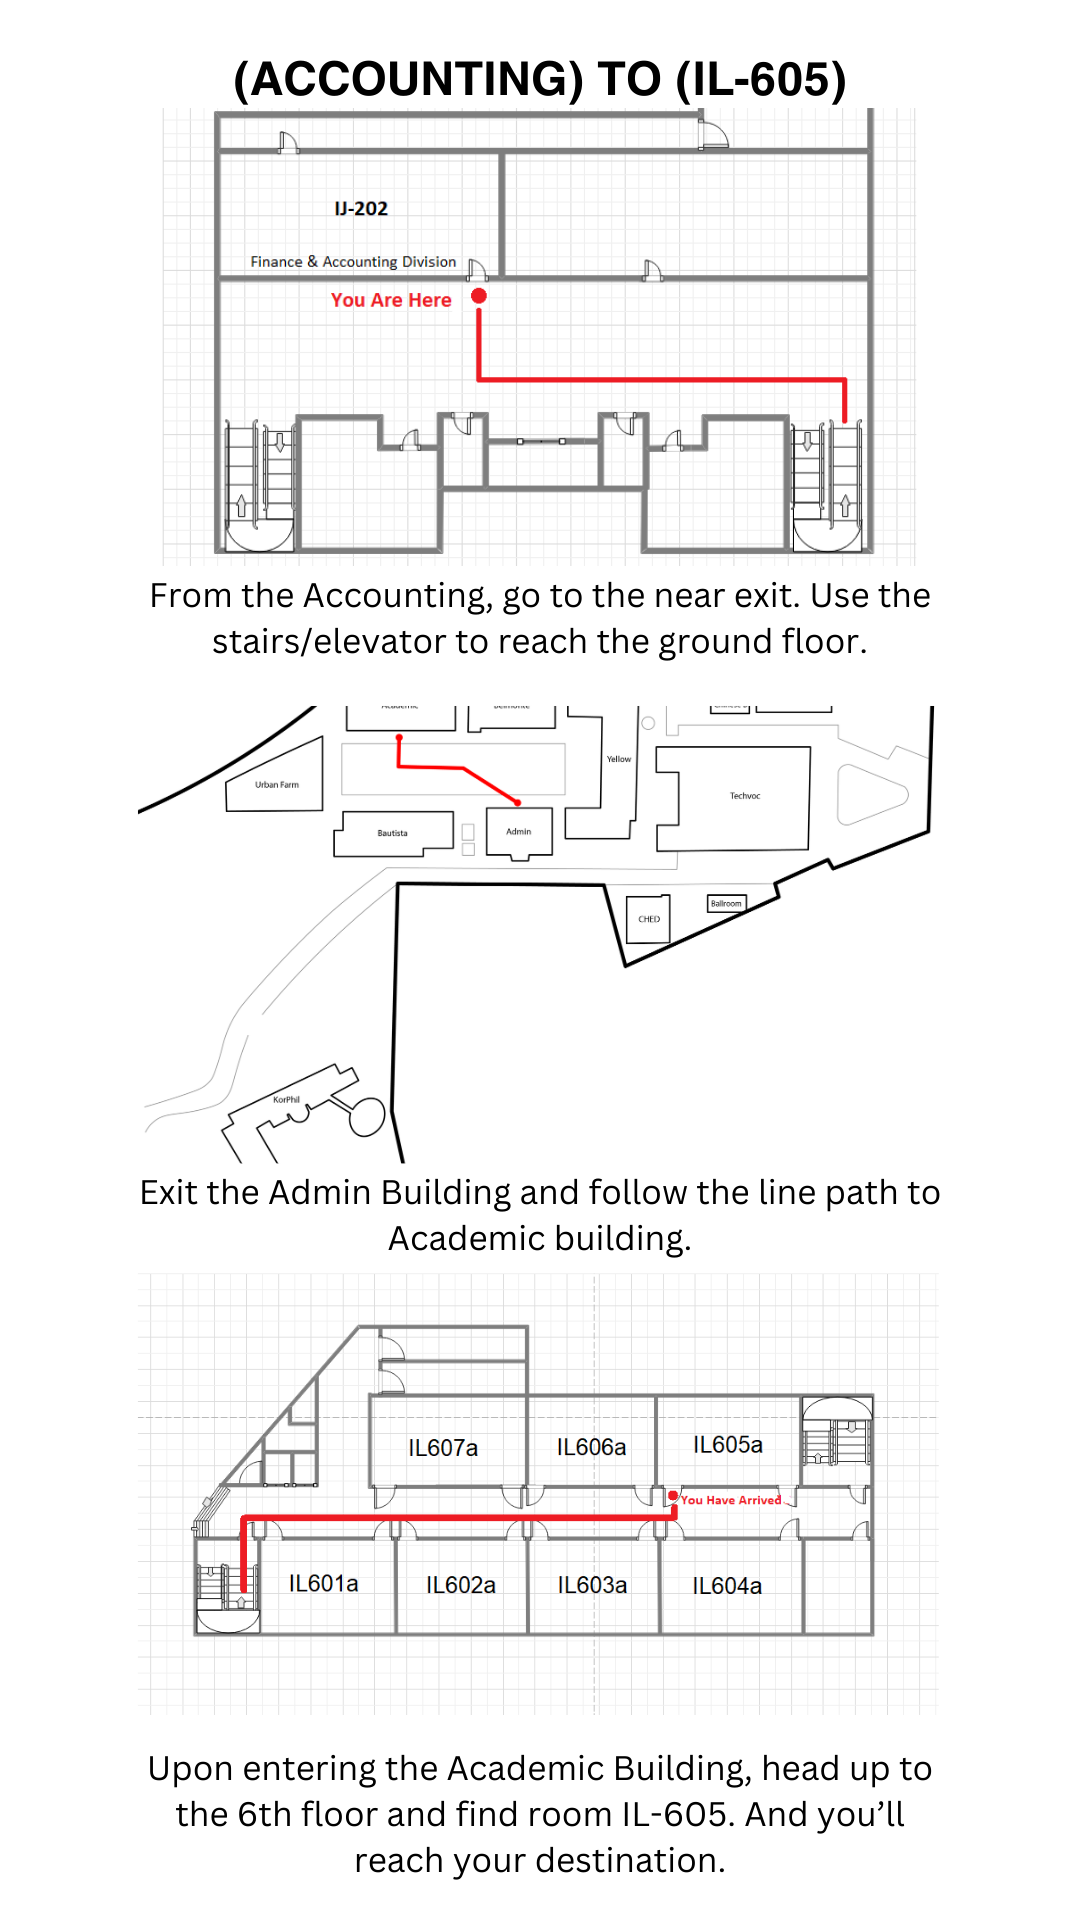 (ACCOUNTING) TO (IL-605)
IJ-202
Finance & Accounting Division
You Are Here
From the Accounting, go to the near exit. Use the
stairs/elevator to reach the ground floor.
Academic
Belmonte
Yellow
Urban Farm
Techvoc
Bautista
Admin
CHED
Ballroom
KorPhil
Exit the Admin Building and follow the line path to
Academic building.
IL607a
IL606a
IL605a
You Have Arrived
IL601a
IL602a
IL603a
IL604a
Upon entering the Academic Building, head up to
the 6th floor and find room IL-605. And you’ll
reach your destination.